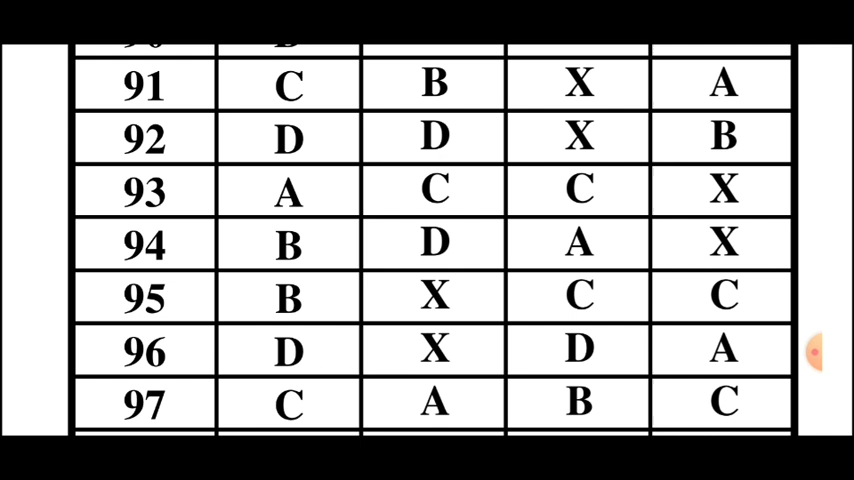 91 C B X A
92 D D X B
93 A C C X
94 B D A X
95 B X C C
96 D X D A
97 C A B C